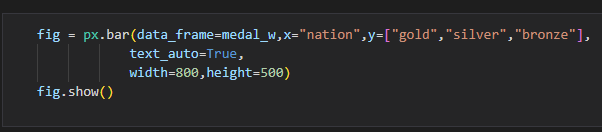 fig = px.bar(data_frame=medal_w,x="nation",y=["gold","silver","bronze"],
text_auto=True,
width=800,height=500)
fig.show()